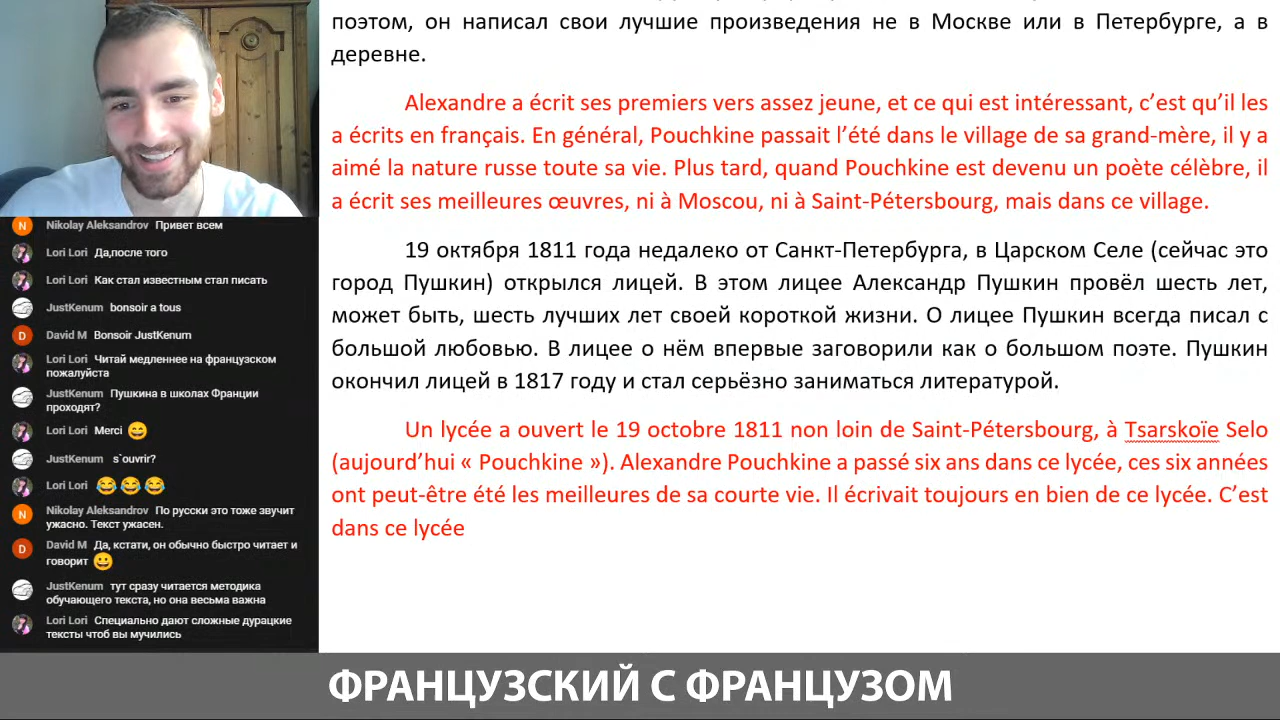 поэтом, он написал свои лучшие произведения не в Москве или в Петербурге, а в
деревне.
Alexandre a écrit ses premiers vers assez jeune, et ce qui est intéressant, c’est qu’il les
a écrits en français. En général, Pouchkine passait l’été dans le village de sa grand-mère, il y a
aimé la nature russe toute sa vie. Plus tard, quand Pouchkine est devenu un poète célèbre, il
a écrit ses meilleures œuvres, ni à Moscou, ni à Saint-Pétersbourg, mais dans ce village.
19 октября 1811 года недалеко от Санкт-Петербурга, в Царском Селе (сейчас это
город Пушкин) открылся лицей. В этом лицее Александр Пушкин провёл шесть лет,
может быть, шесть лучших лет своей короткой жизни. О лицее Пушкин всегда писал с
большой любовью. В лицее о нём впервые заговорили как о большом поэте. Пушкин
окончил лицей в 1817 году и стал серьёзно заниматься литературой.
Un lycée a ouvert le 19 octobre 1811 non loin de Saint-Pétersbourg, à Tsarskoïe Selo
(aujourd’hui « Pouchkine »). Alexandre Pouchkine a passé six ans dans ce lycée, ces six années
ont peut-être été les meilleures de sa courte vie. Il écrivait toujours en bien de ce lycée. C’est
dans ce lycée
N Nikolay Aleksandrov Привет всем
Lori Lori Да,после того
Lori Lori Как стал известным стал писать
JustKenum bonsoir a tous
D David M Bonsoir JustKenum
Lori Lori Читай медленнее на французском
пожалуйста
JustKenum Пушкина в школах Франции
проходят?
Lori Lori Merci 😄
JustKenum s`ouvrir?
Lori Lori 😂😂😂
N Nikolay Aleksandrov По русски это тоже звучит
ужасно. Текст ужасен.
D David M Да, кстати, он обычно быстро читает и
говорит 😀
JustKenum тут сразу читается методика
обучающего текста, но она весьма важна
Lori Lori Специально дают сложные дурацкие
тексты чтоб вы мучились
ФРАНЦУЗСКИЙ С ФРАНЦУЗОМ